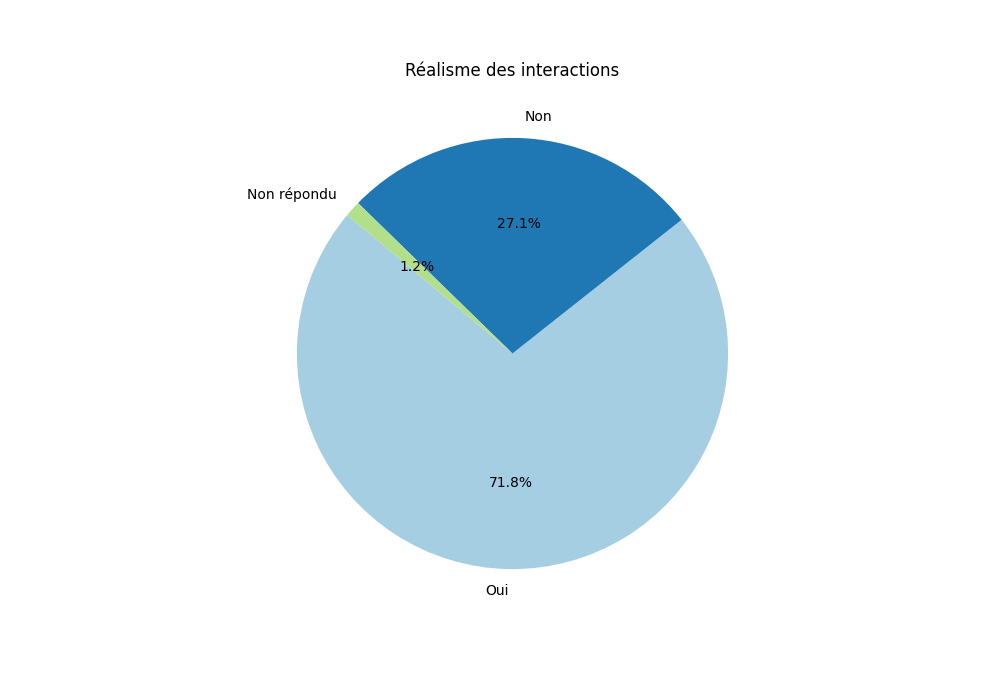 Réalisme des interactions
Non
Non répondu
27.1%
1.2%
71.8%
Oui